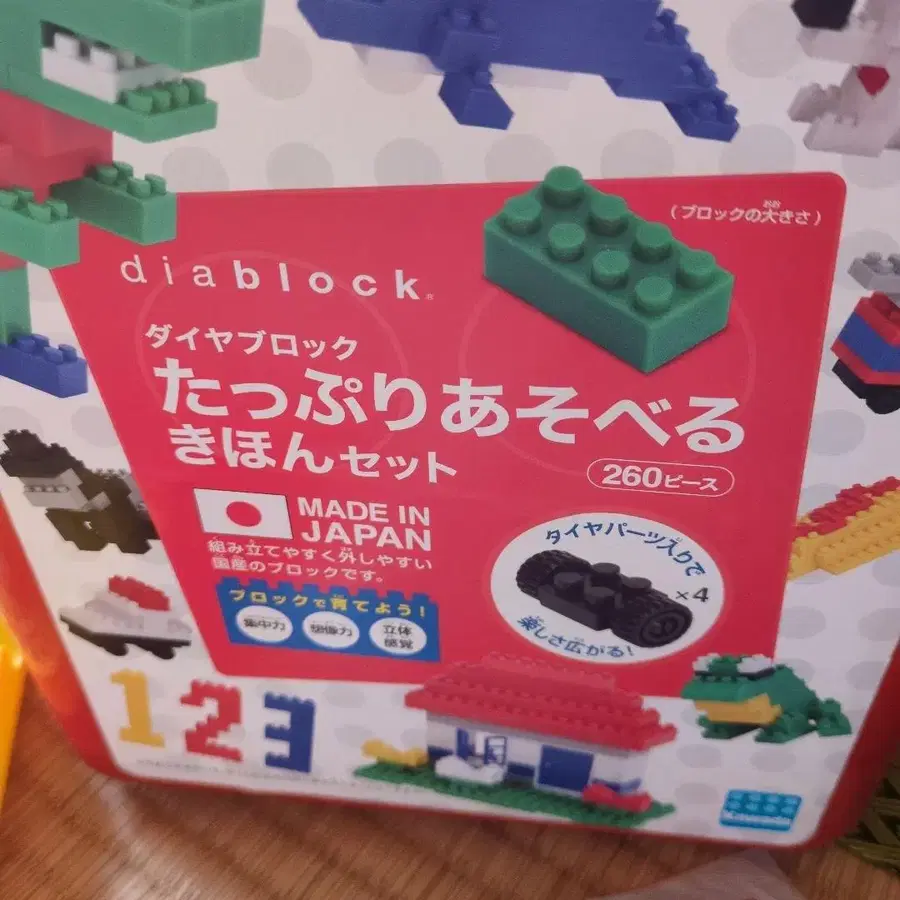 (ブロックの大きさ)
おお
diablock®
ダイヤブロック
たっぷりあそべる
きほんセット
260ピース
MADE IN
JAPAN
組み立てやすく外しやすい
国産のブロックです。
ブロックで育てよう!
集中力
想像力
立体
感覚
タイヤパーツ入りで
×4
楽しさ広がる!
123
Kawada